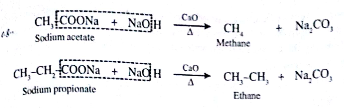 CH₃COONa + NaOH CaO Δ CH₄ + Na₂CO₃
Sodium acetate Methane
CH₃–CH₂–COONa + NaOH CaO Δ CH₃–CH₃ + Na₂CO₃
Sodium propionate Ethane